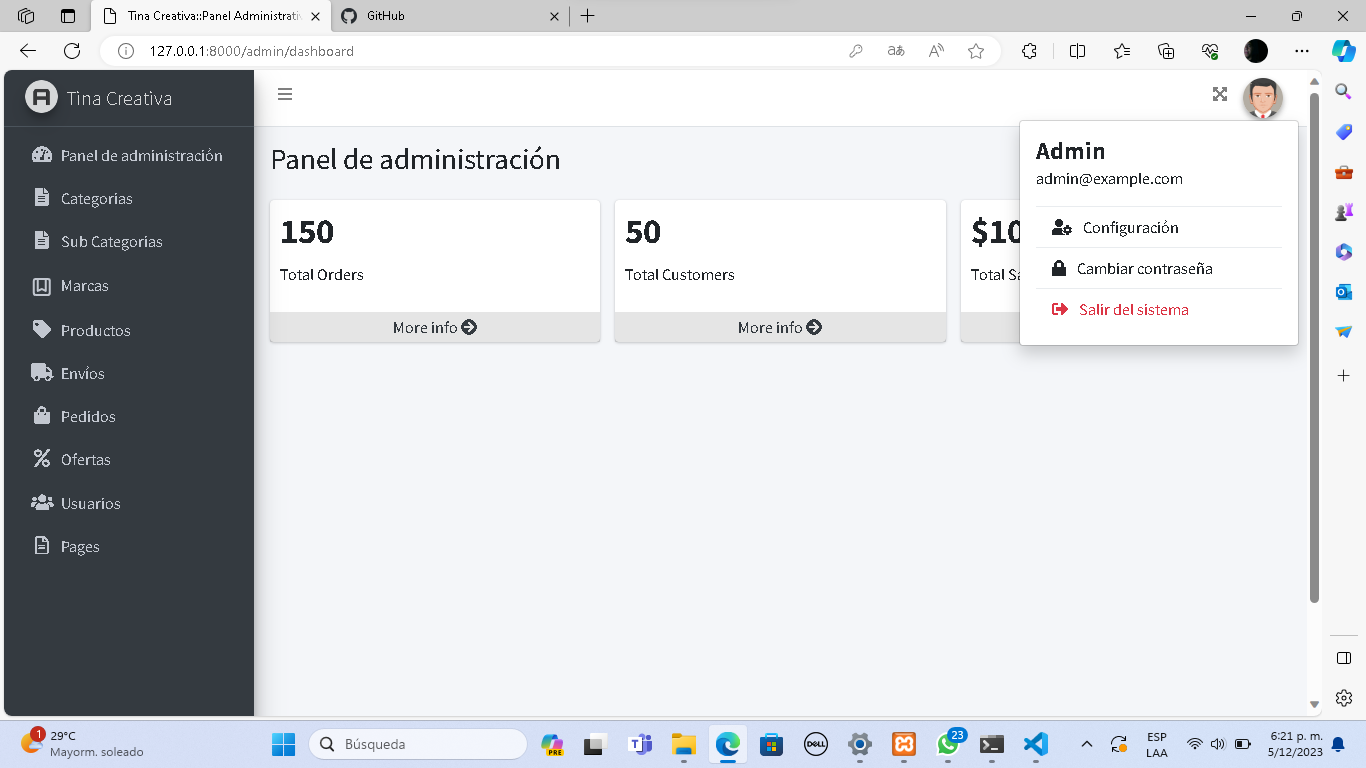 Tina Creativa::Panel Administrativ
GitHub
127.0.0.1:8000/admin/dashboard
Tina Creativa
Panel de administración
Categorias
Sub Categorias
Marcas
Productos
Envíos
Pedidos
Ofertas
Usuarios
Pages
Panel de administración
150
Total Orders
More info
50
Total Customers
More info
$10
Total Sa
Admin
admin@example.com
Configuración
Cambiar contraseña
Salir del sistema
1
29°C
Mayorm. soleado
Búsqueda
PRE
DELL
23
ESP
LAA
6:21 p. m.
5/12/2023